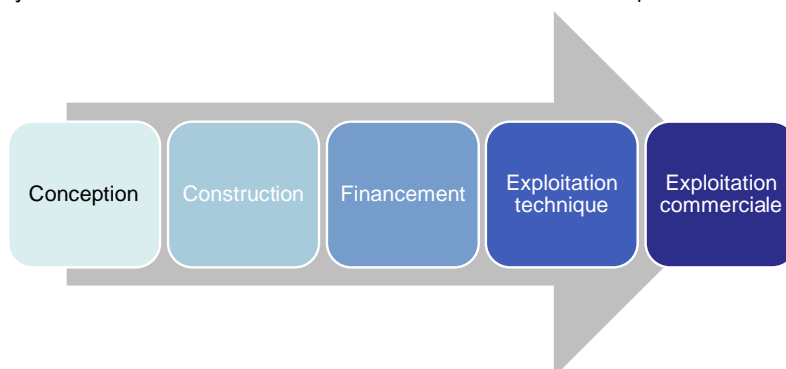 Conception
Construction
Financement
Exploitation
technique
Exploitation
commerciale